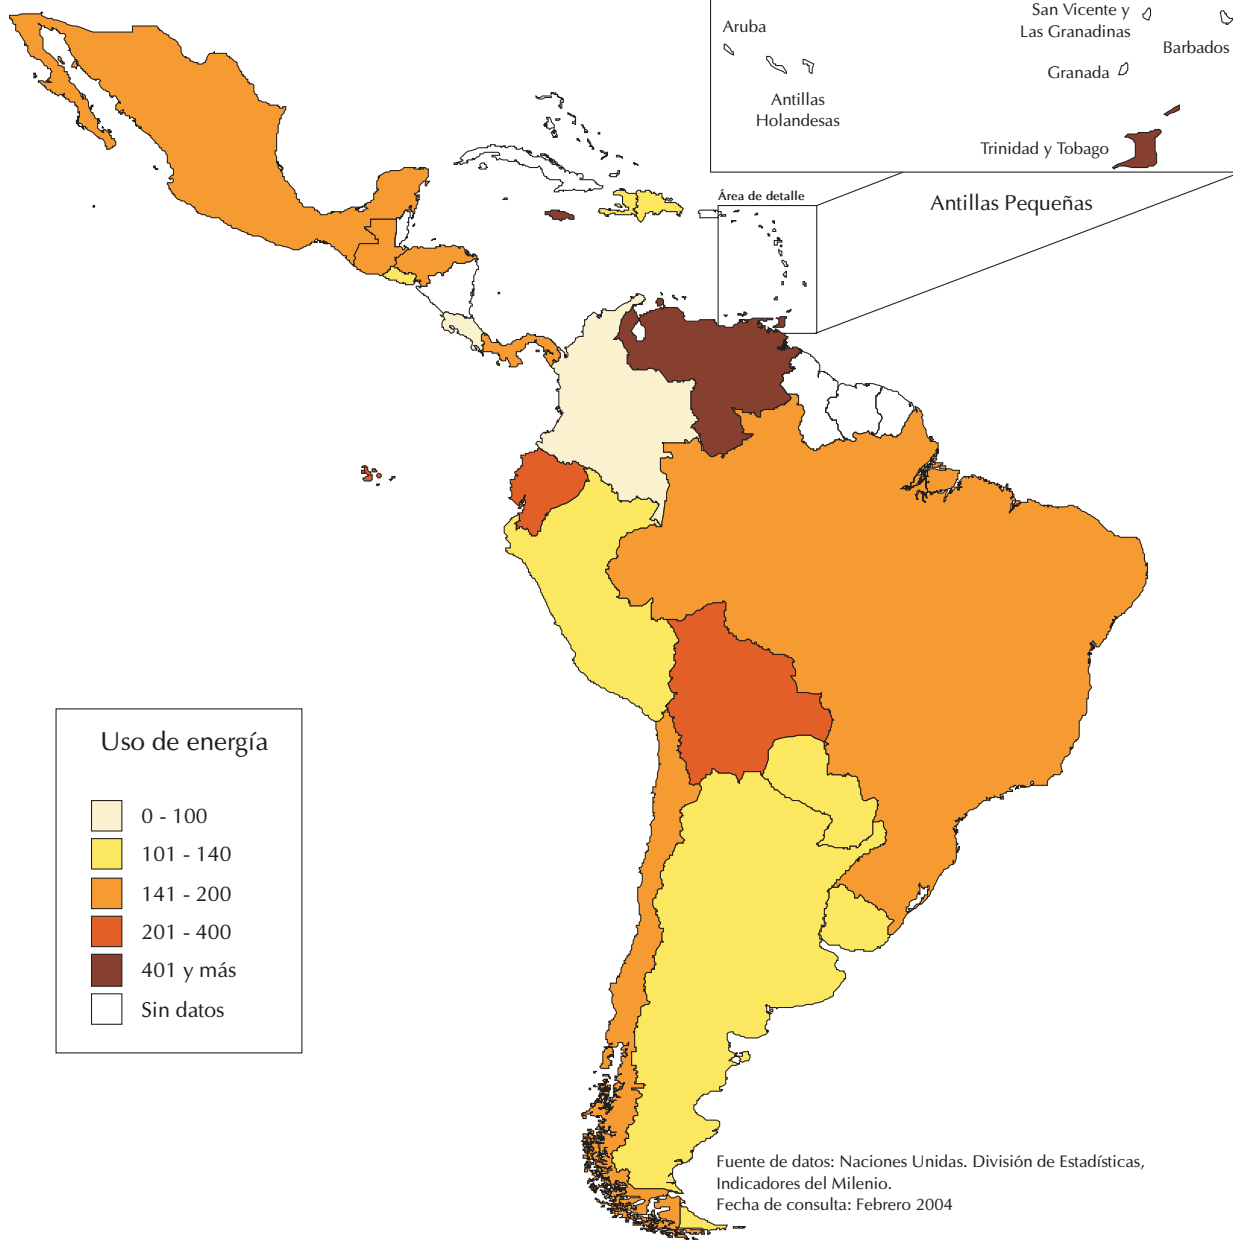 San Vicente y
Las Granadinas
Aruba
Barbados
Granada
Antillas
Holandesas
Trinidad y Tobago
Área de detalle
Antillas Pequeñas
Uso de energía
0 - 100
101 - 140
141 - 200
201 - 400
401 y más
Sin datos
Fuente de datos: Naciones Unidas. División de Estadísticas,
Indicadores del Milenio.
Fecha de consulta: Febrero 2004